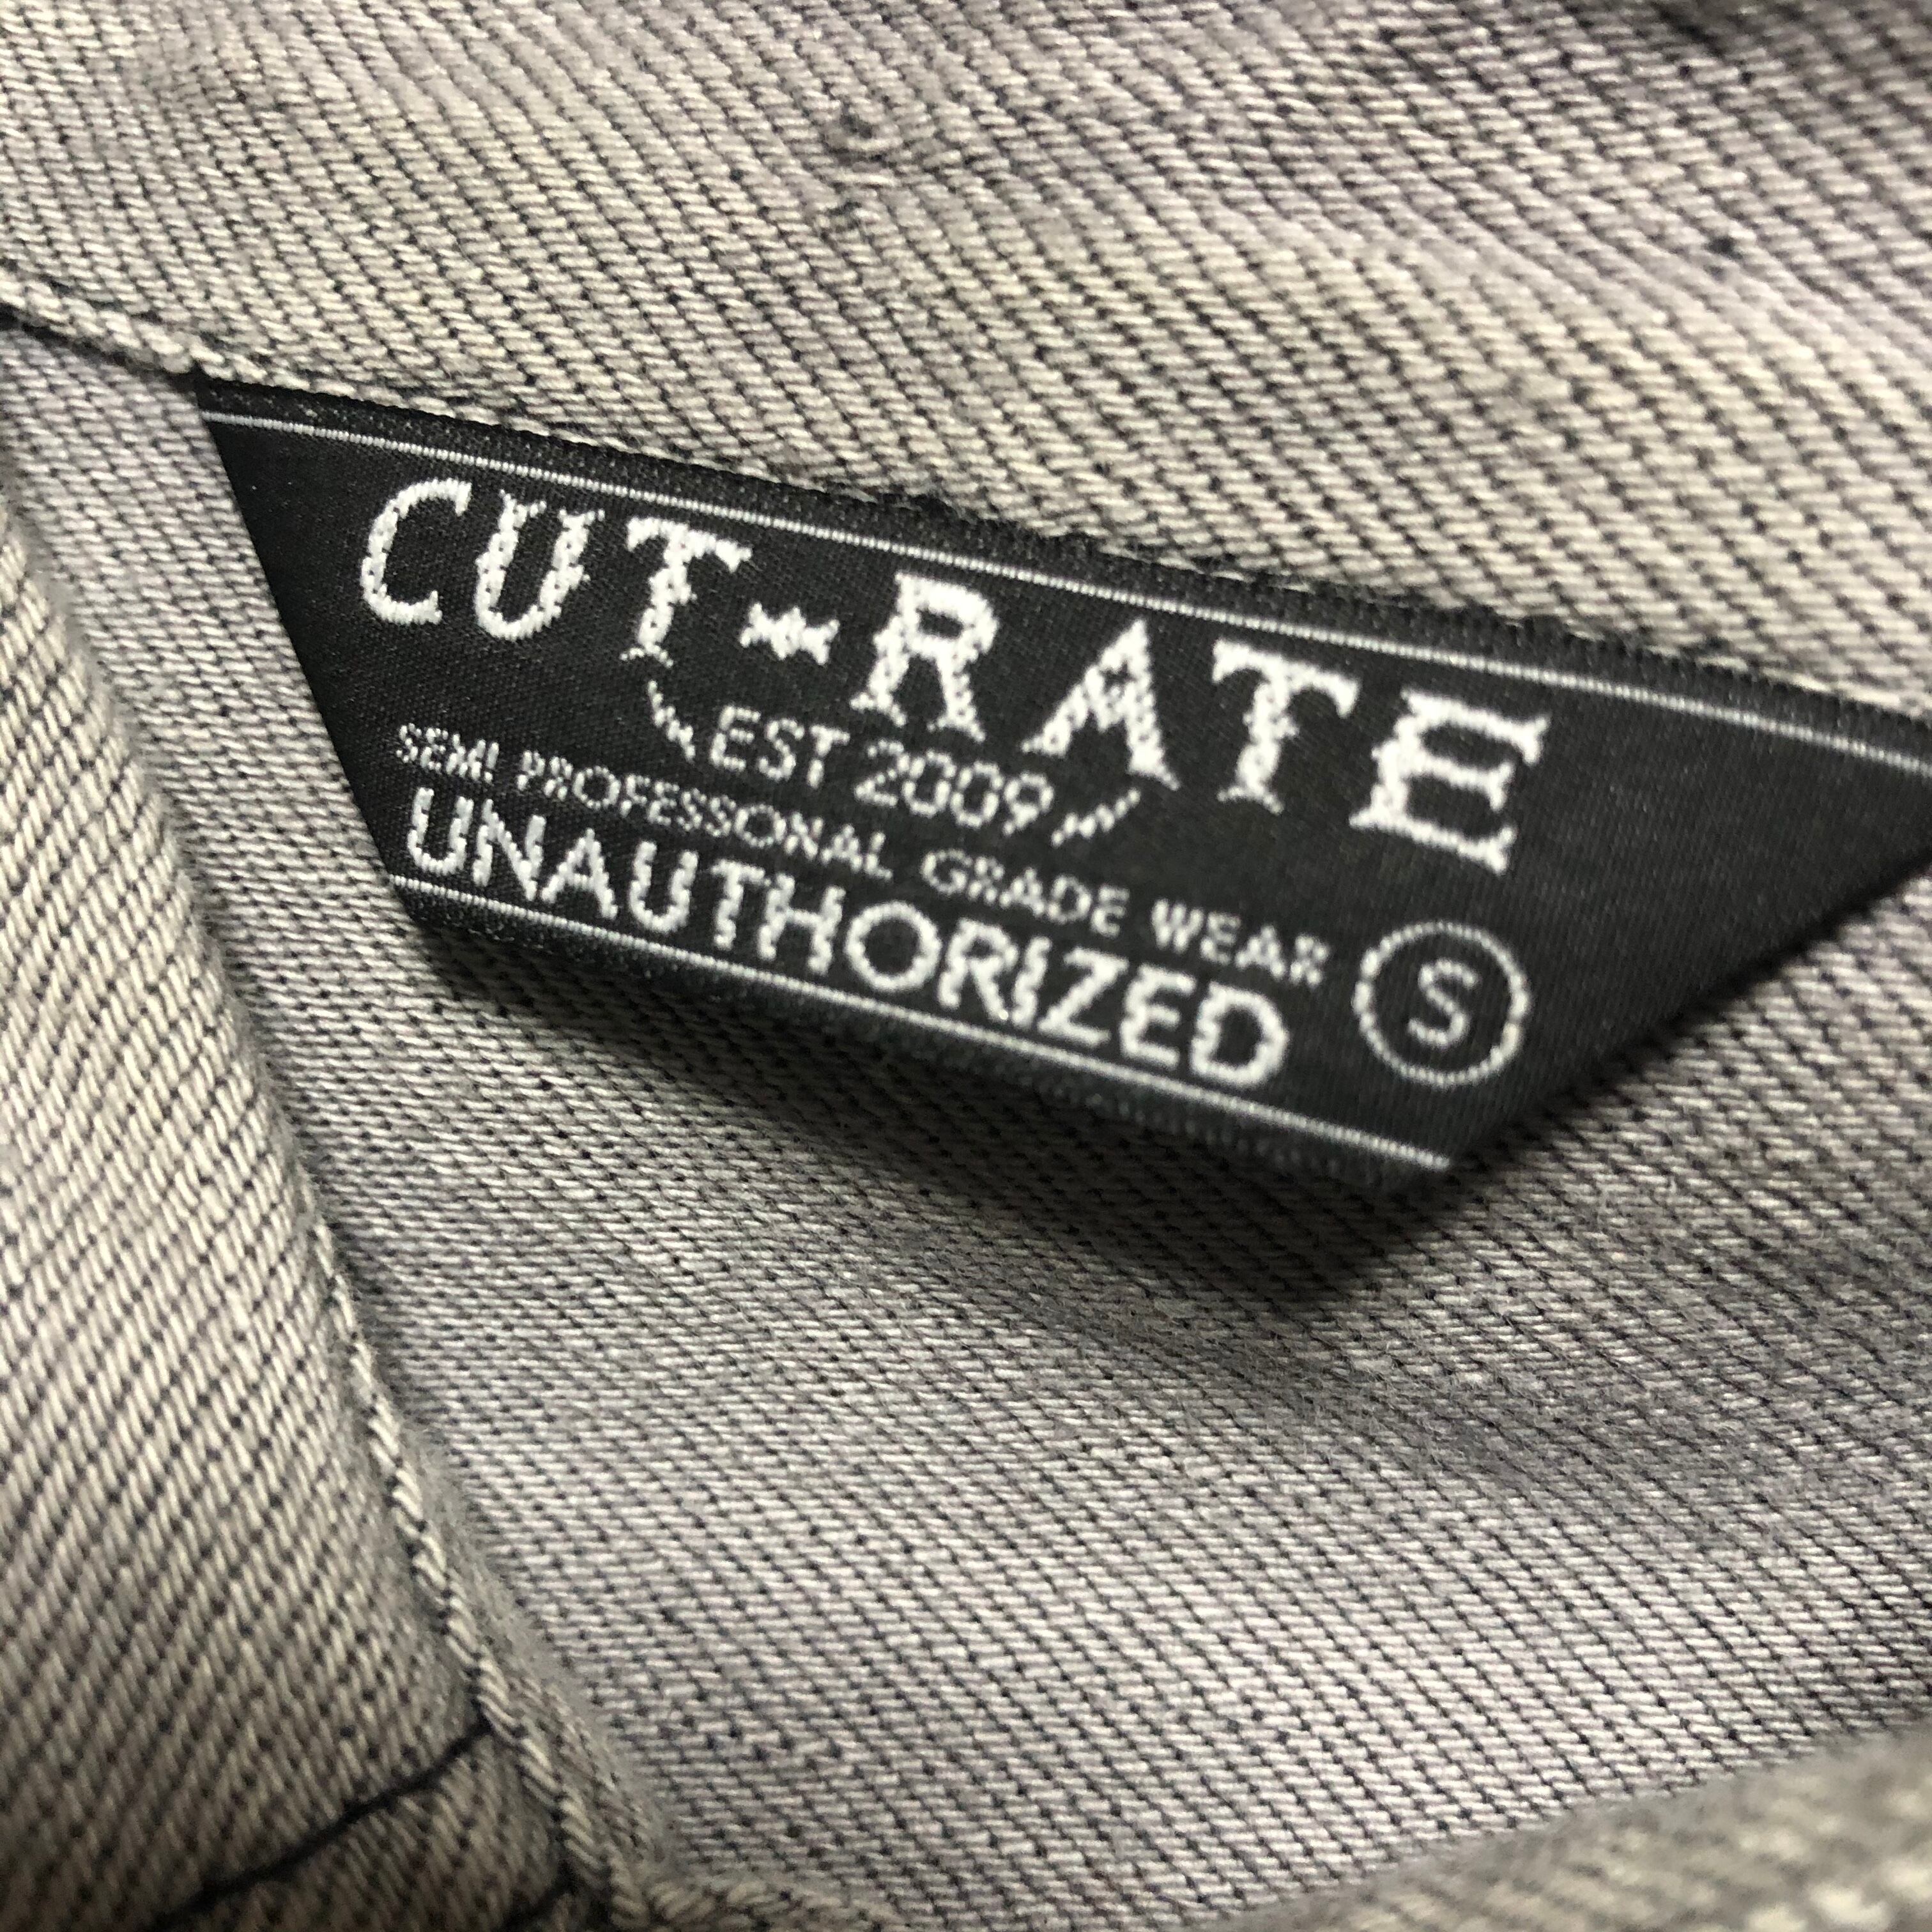 CUT-RATE
EST 2009
SEMI PROFESSONAL GRADE WEAR
UNAUTHORIZED
S